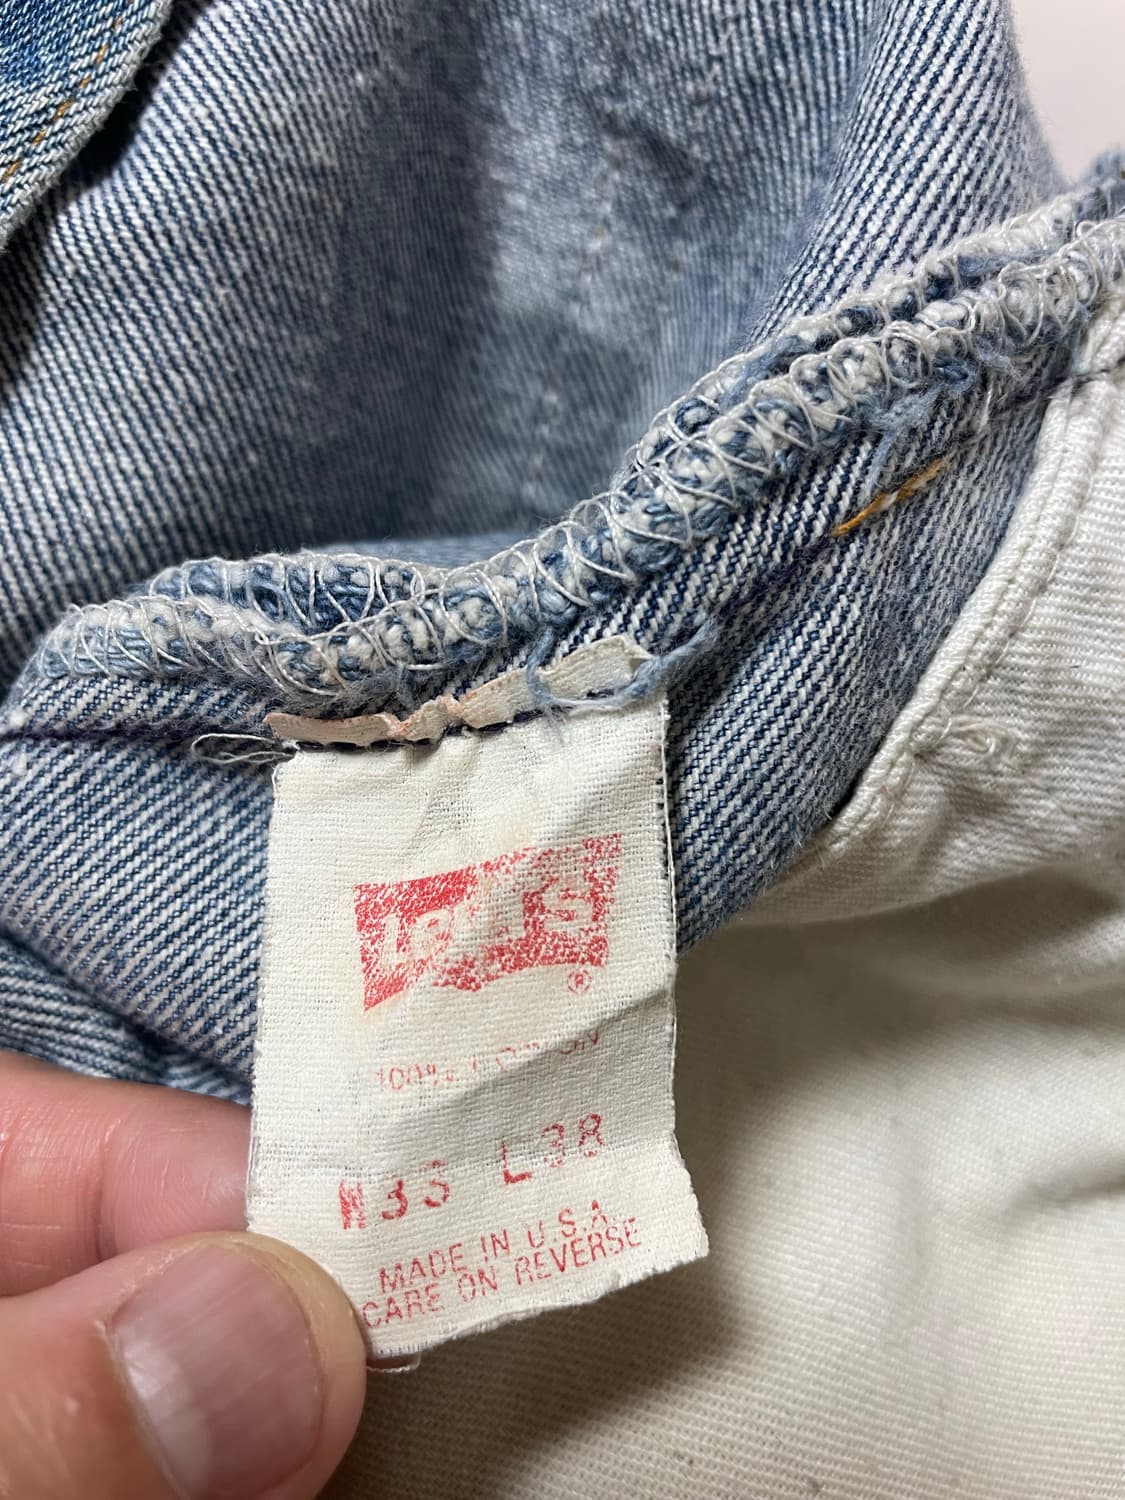 Levi's
®
100% COTTON
W33 L38
MADE IN U.S.A.
CARE ON REVERSE